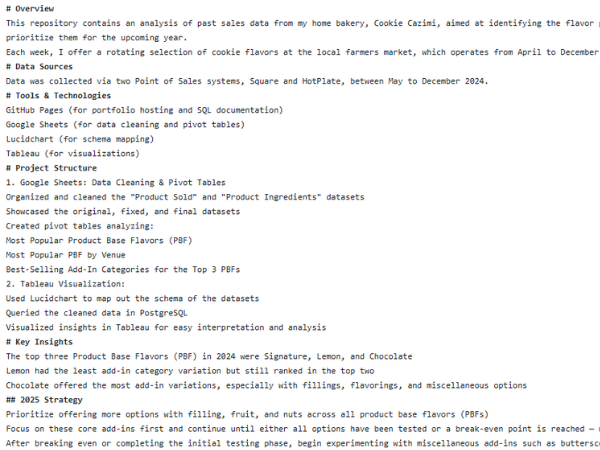 # Overview
This repository contains an analysis of past sales data from my home bakery, Cookie Cazimi, aimed at identifying the flavor
prioritize them for the upcoming year.
Each week, I offer a rotating selection of cookie flavors at the local farmers market, which operates from April to December
# Data Sources
Data was collected via two Point of Sales systems, Square and HotPlate, between May to December 2024.
# Tools & Technologies
GitHub Pages (for portfolio hosting and SQL documentation)
Google Sheets (for data cleaning and pivot tables)
Lucidchart (for schema mapping)
Tableau (for visualizations)
# Project Structure
1. Google Sheets: Data Cleaning & Pivot Tables
Organized and cleaned the "Product Sold" and "Product Ingredients" datasets
Showcased the original, fixed, and final datasets
Created pivot tables analyzing:
Most Popular Product Base Flavors (PBF)
Most Popular PBF by Venue
Best-Selling Add-In Categories for the Top 3 PBFs
2. Tableau Visualization:
Used Lucidchart to map out the schema of the datasets
Queried the cleaned data in PostgreSQL
Visualized insights in Tableau for easy interpretation and analysis
# Key Insights
The top three Product Base Flavors (PBF) in 2024 were Signature, Lemon, and Chocolate
Lemon had the least add-in category variation but still ranked in the top two
Chocolate offered the most add-in variations, especially with fillings, flavorings, and miscellaneous options
## 2025 Strategy
Prioritize offering more options with filling, fruit, and nuts across all product base flavors (PBFs)
Focus on these core add-ins first and continue until either all options have been tested or a break-even point is reached —
After breaking even or completing the initial testing phase, begin experimenting with miscellaneous add-ins such as